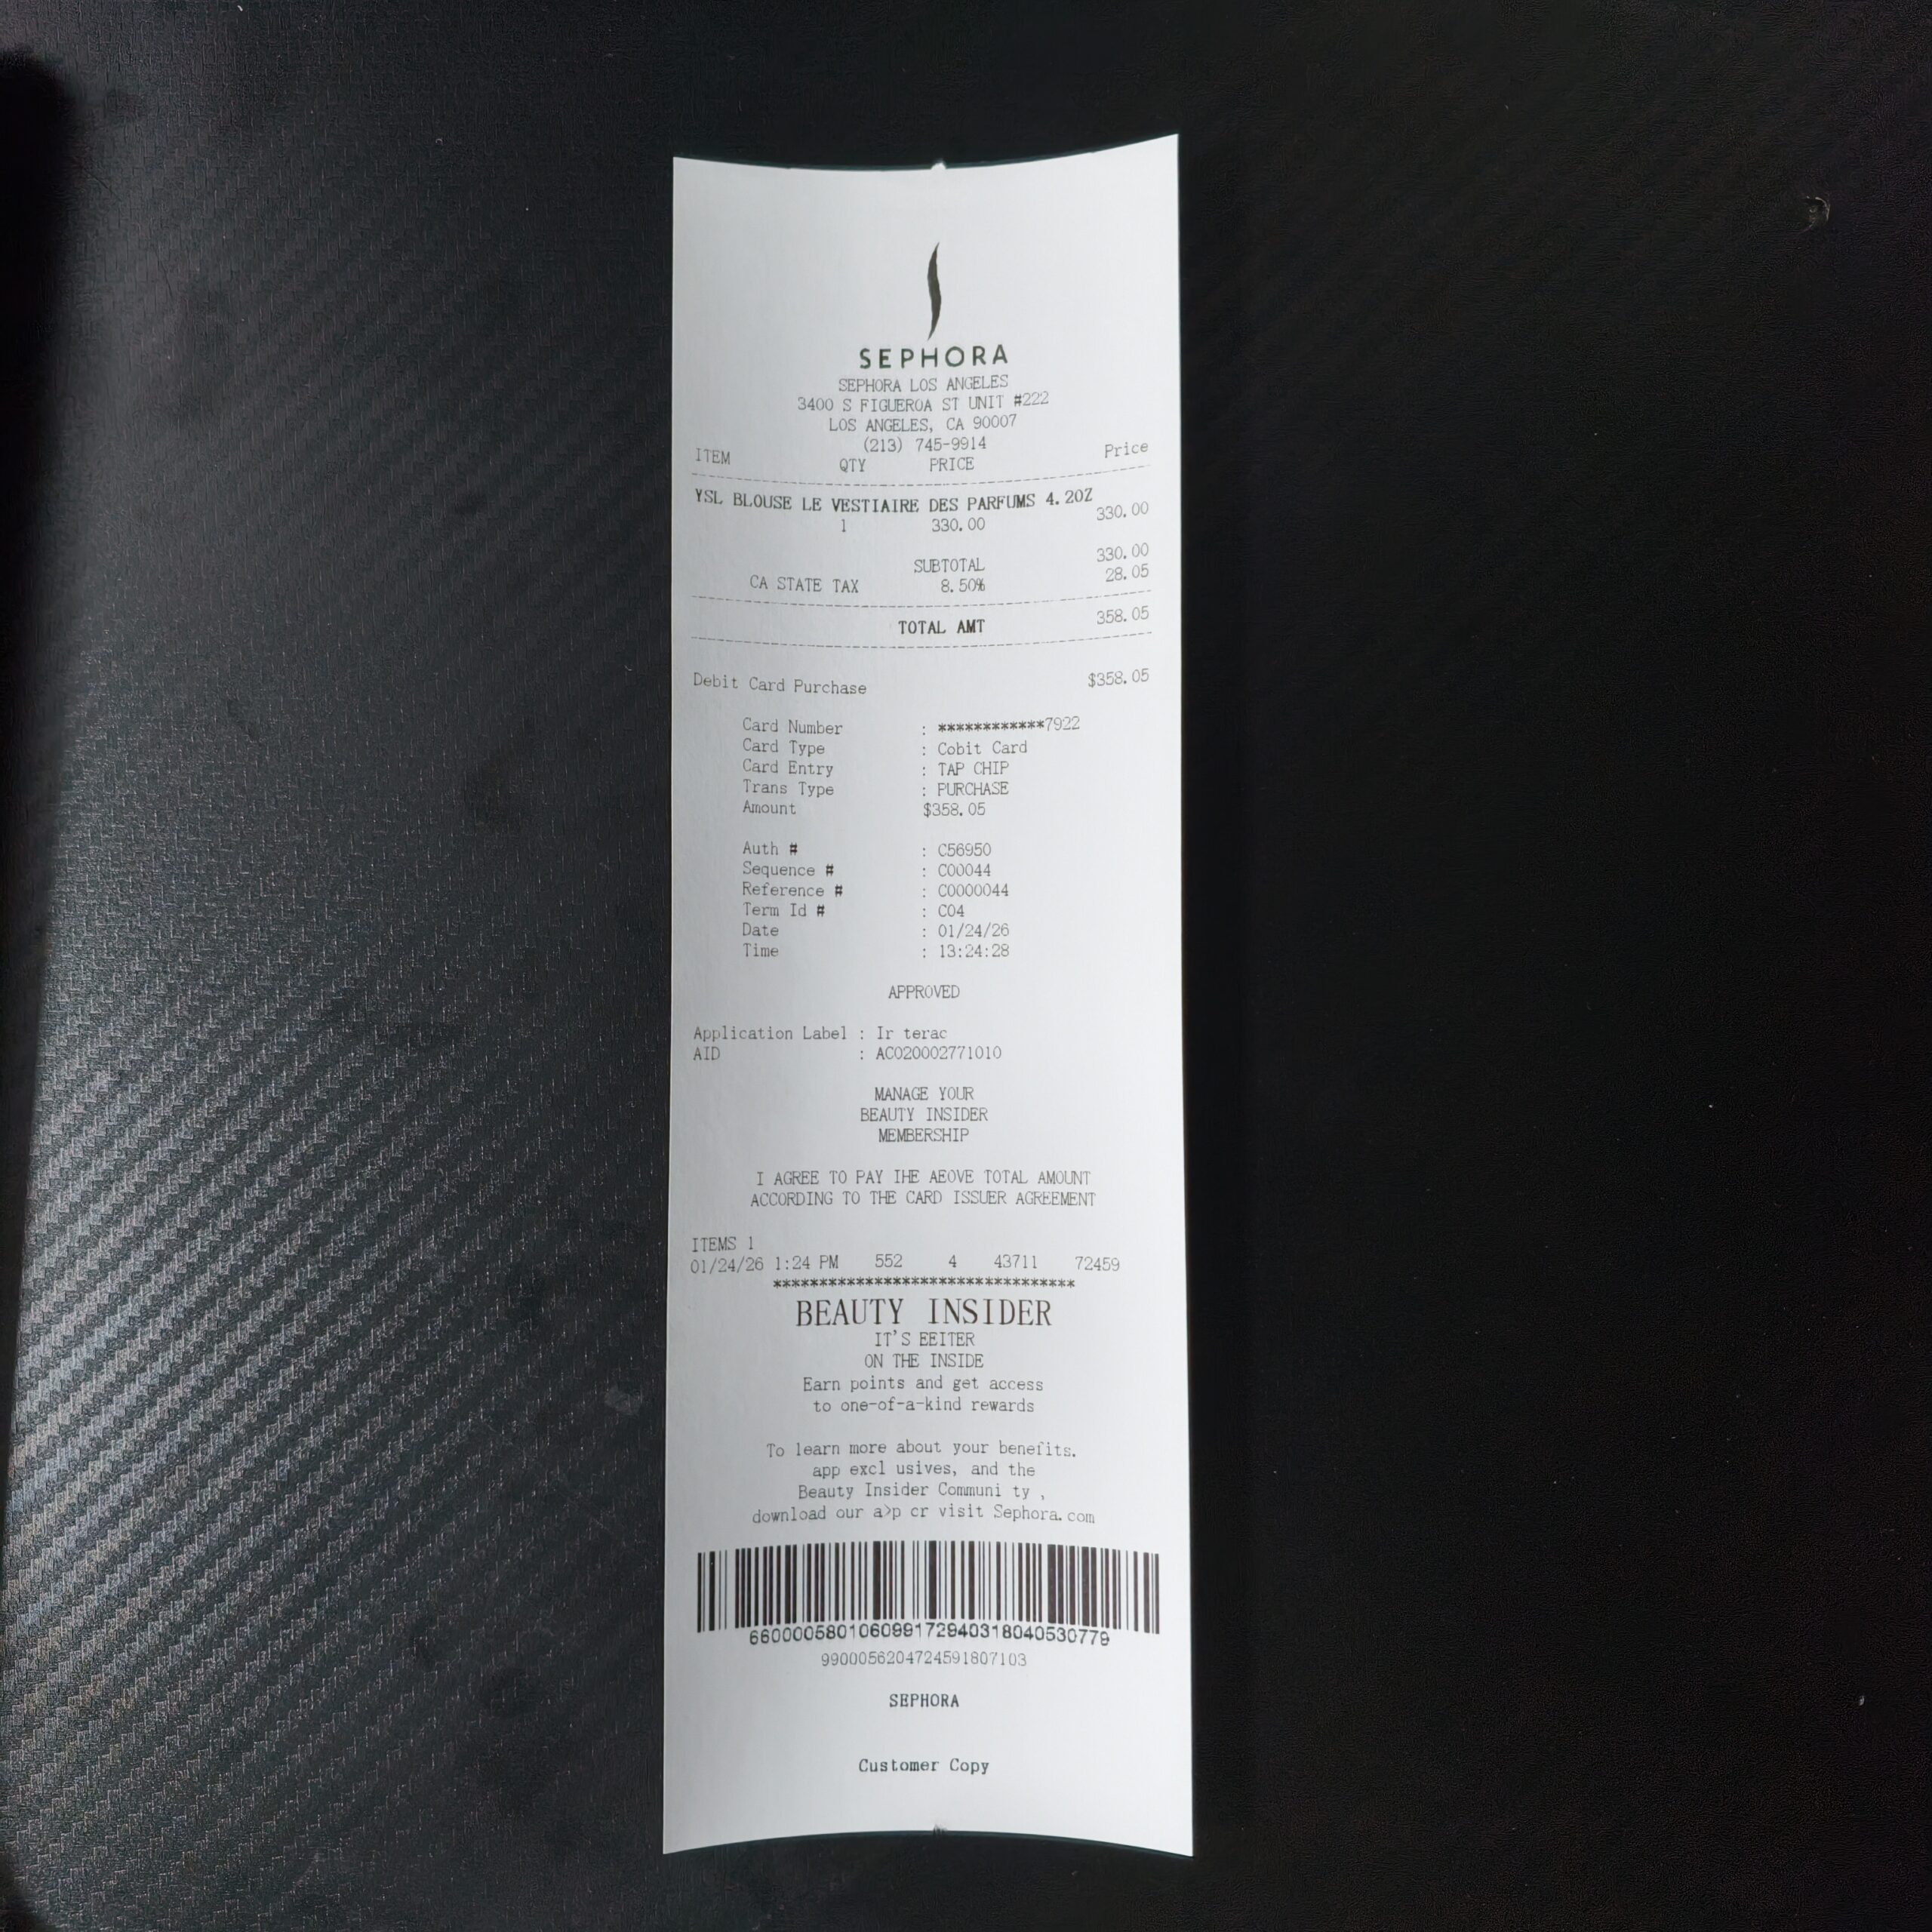 SEPHORA
SEPHORA LOS ANGELES
3400 S FIGUEROA ST UNIT #222
LOS ANGELES, CA 90007
(213) 745-9914
ITEM QTY PRICE Price
YSL BLOUSE LE VESTIAIRE DES PARFUMS 4.2OZ
1 330.00 330.00
SUBTOTAL 330.00
CA STATE TAX 8.50% 28.05
TOTAL AMT 358.05
Debit Card Purchase $358.05
Card Number : ************7922
Card Type : Cobit Card
Card Entry : TAP CHIP
Trans Type : PURCHASE
Amount $358.05
Auth # : C56950
Sequence # : C00044
Reference # : C0000044
Term Id # : C04
Date : 01/24/26
Time : 13:24:28
APPROVED
Application Label : Ir terac
AID : AC020002771010
MANAGE YOUR
BEAUTY INSIDER
MEMBERSHIP
I AGREE TO PAY IHE AEOVE TOTAL AMOUNT
ACCORDING TO THE CARD ISSUER AGREEMENT
ITEMS 1
01/24/26 1:24 PM 552 4 43711 72459
*********************************
BEAUTY INSIDER
IT'S EEITER
ON THE INSIDE
Earn points and get access
to one-of-a-kind rewards
To learn more about your benefits.
app excl usives, and the
Beauty Insider Communi ty ,
download our a>p cr visit Sephora.com
660000580106099172940318040530779
9900056204724591807103
SEPHORA
Customer Copy